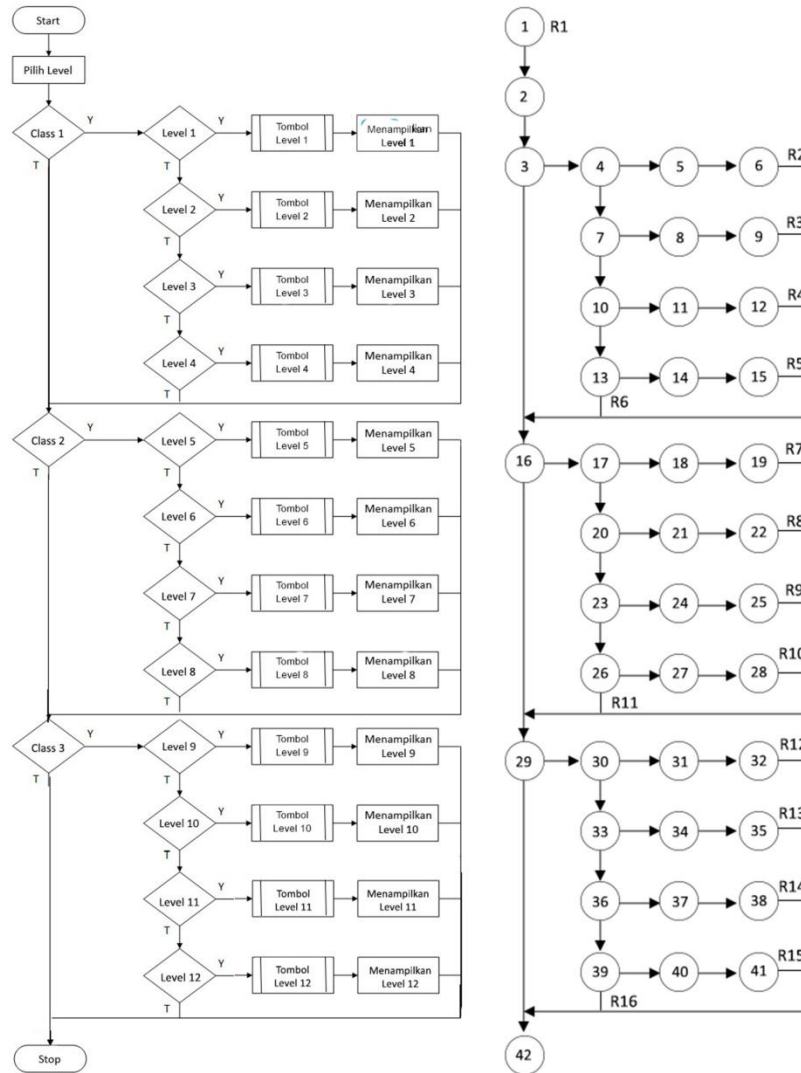 Start
Pilih Level
Class 1
Y
T
Level 1
Y
T
Tombol
Level 1
Menampilkan
Level 1
Level 2
Y
T
Tombol
Level 2
Menampilkan
Level 2
Level 3
Y
T
Tombol
Level 3
Menampilkan
Level 3
Level 4
Y
T
Tombol
Level 4
Menampilkan
Level 4
Class 2
Y
T
Level 5
Y
T
Tombol
Level 5
Menampilkan
Level 5
Level 6
Y
T
Tombol
Level 6
Menampilkan
Level 6
Level 7
Y
T
Tombol
Level 7
Menampilkan
Level 7
Level 8
Y
T
Tombol
Level 8
Menampilkan
Level 8
Class 3
Y
T
Level 9
Y
T
Tombol
Level 9
Menampilkan
Level 9
Level 10
Y
T
Tombol
Level 10
Menampilkan
Level 10
Level 11
Y
T
Tombol
Level 11
Menampilkan
Level 11
Level 12
Y
T
Tombol
Level 12
Menampilkan
Level 12
Stop
1 R1
2
3 4 5 6 R2
7 8 9 R3
10 11 12 R4
13 14 15 R5
R6
16 17 18 19 R7
20 21 22 R8
23 24 25 R9
26 27 28 R10
R11
29 30 31 32 R12
33 34 35 R13
36 37 38 R14
39 40 41 R15
R16
42